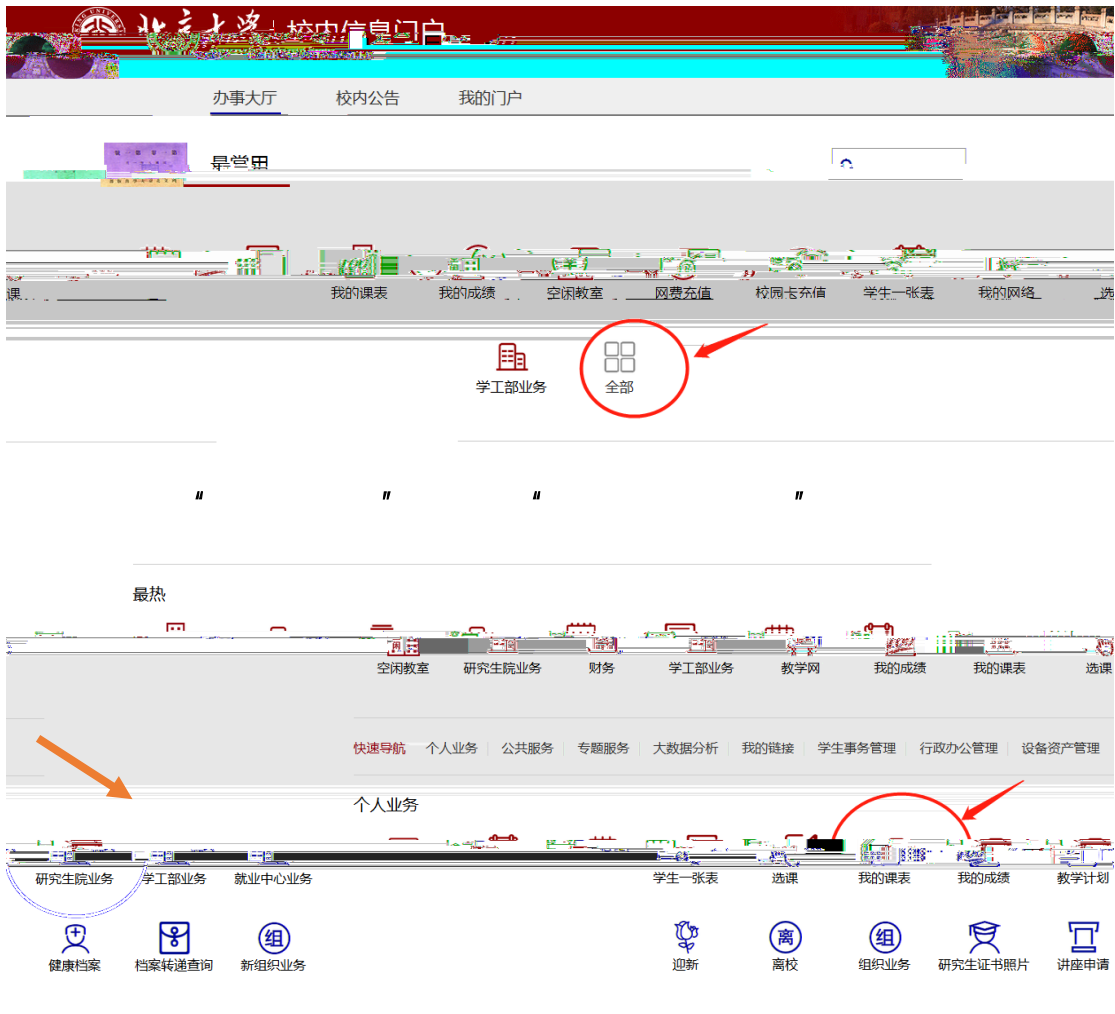 北京大学 校内信息门户
办事大厅 校内公告 我的门户
最常用
课 我的课表 我的成绩 空闲教室 网费充值 校园卡充值 学生一张表 我的网络 选
学工部业务 全部
“ ” “ ”
最热
空闲教室 研究生院业务 财务 学工部业务 教学网 我的成绩 我的课表 选课
快速导航 个人业务 公共服务 专题服务 大数据分析 我的链接 学生事务管理 行政办公管理 设备资产管理
个人业务
研究生院业务 学工部业务 就业中心业务 学生一张表 选课 我的课表 我的成绩 教学计划
组 离 组
健康档案 档案转递查询 新组织业务 迎新 离校 组织业务 研究生证书照片 讲座申请